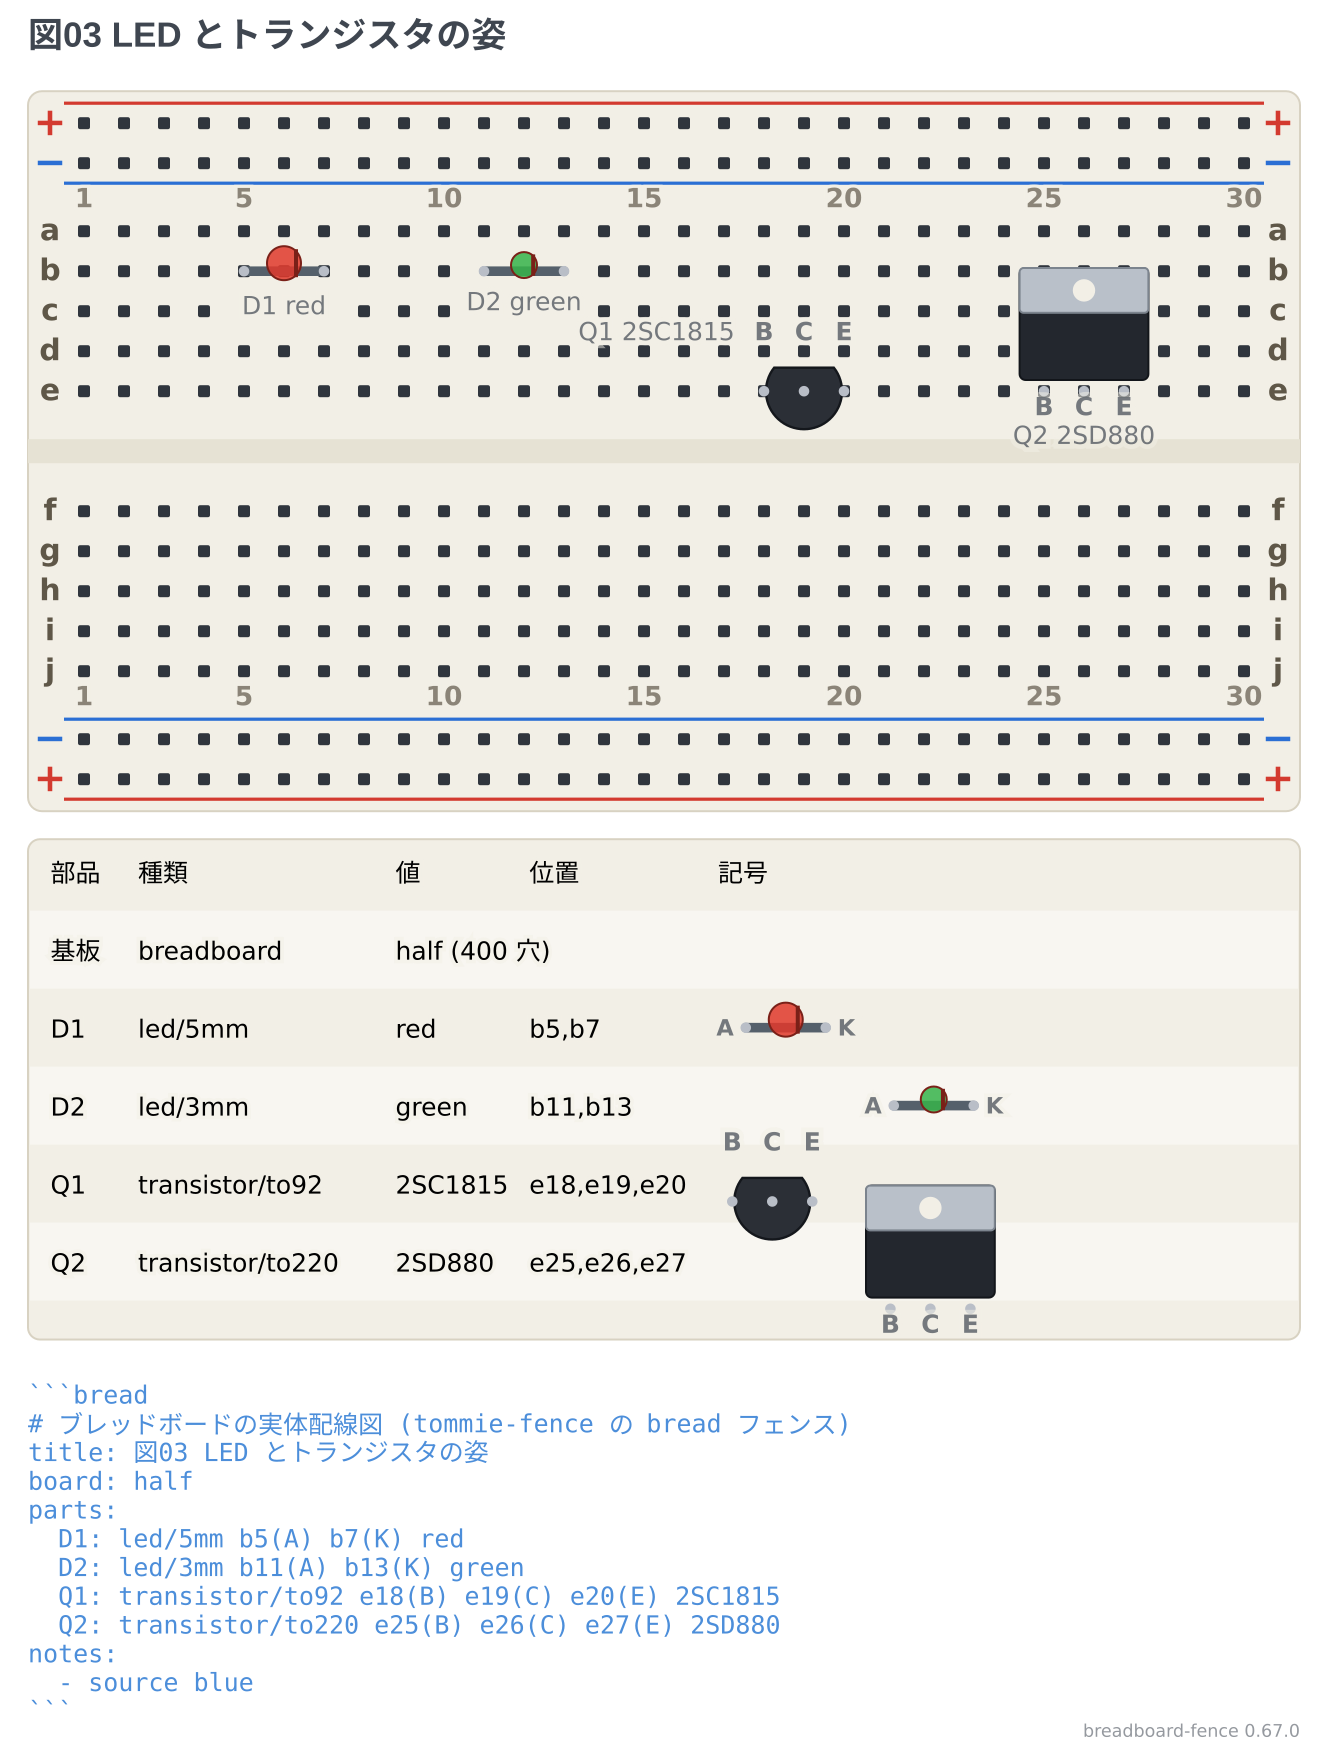 図03 LED とトランジスタの姿
+ +
− −
1 5 10 15 20 25 30
a a
b b
D1 red D2 green
c c
Q1 2SC1815 B C E
d d
e e
B C E
Q2 2SD880
f f
g g
h h
i i
j j
1 5 10 15 20 25 30
− −
+ +
部品 種類 値 位置 記号
基板 breadboard half (400 穴)
D1 led/5mm red b5,b7 A K
D2 led/3mm green b11,b13 A K
B C E
Q1 transistor/to92 2SC1815 e18,e19,e20
Q2 transistor/to220 2SD880 e25,e26,e27
B C E
```bread
# ブレッドボードの実体配線図 (tommie-fence の bread フェンス)
title: 図03 LED とトランジスタの姿
board: half
parts:
  D1: led/5mm b5(A) b7(K) red
  D2: led/3mm b11(A) b13(K) green
  Q1: transistor/to92 e18(B) e19(C) e20(E) 2SC1815
  Q2: transistor/to220 e25(B) e26(C) e27(E) 2SD880
notes:
  - source blue
```
breadboard-fence 0.67.0